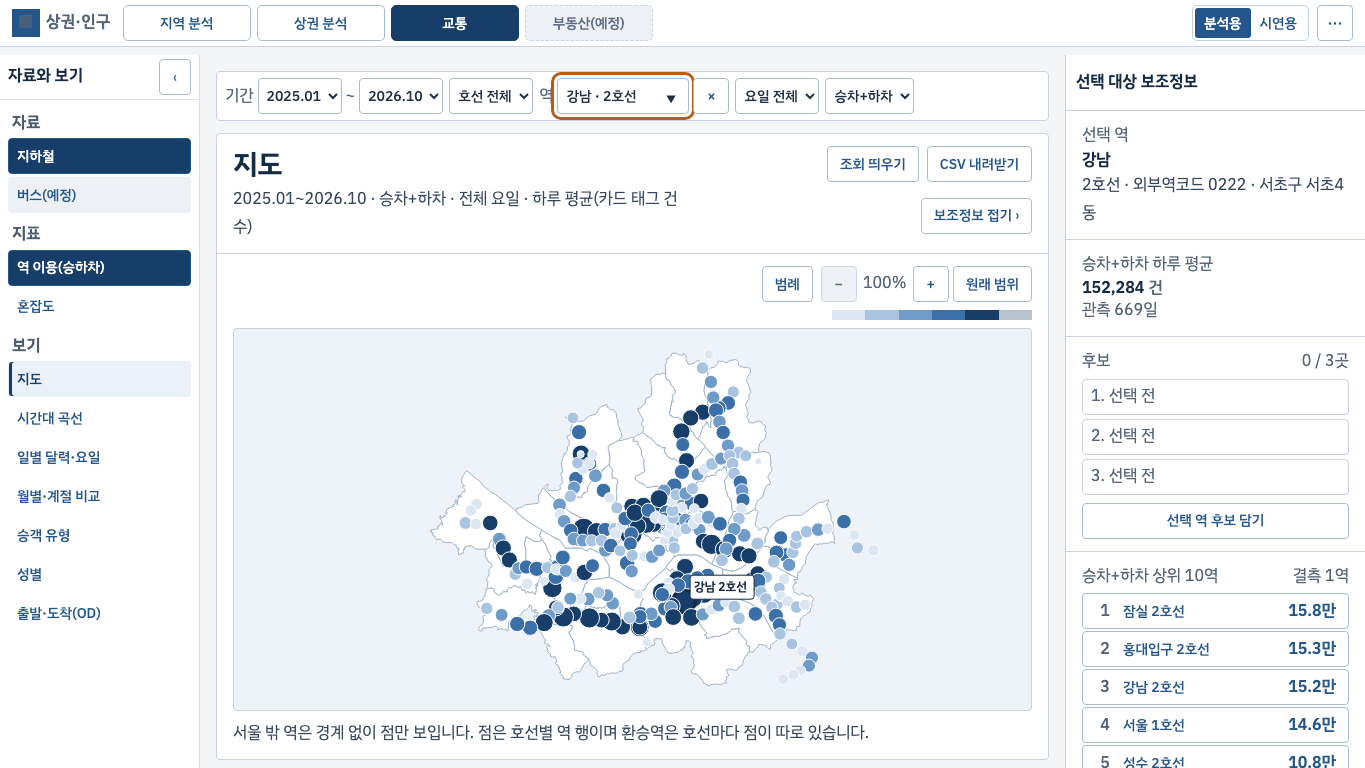 상권·인구
지역 분석
상권 분석
교통
부동산(예정)
분석용
시연용
···
자료와 보기
‹
자료
지하철
버스(예정)
지표
역 이용(승하차)
혼잡도
보기
지도
시간대 곡선
일별 달력·요일
월별·계절 비교
승객 유형
성별
출발·도착(OD)
기간 2025.01 ~ 2026.10 호선 전체 역 강남 · 2호선 ▼ × 요일 전체 승차+하차
지도
조회 띄우기
CSV 내려받기
2025.01~2026.10 · 승차+하차 · 전체 요일 · 하루 평균(카드 태그 건
수)
보조정보 접기 ›
범례 − 100% + 원래 범위
강남 2호선
서울 밖 역은 경계 없이 점만 보입니다. 점은 호선별 역 행이며 환승역은 호선마다 점이 따로 있습니다.
선택 대상 보조정보
선택 역
강남
2호선 · 외부역코드 0222 · 서초구 서초4
동
승차+하차 하루 평균
152,284 건
관측 669일
후보 0 / 3곳
1. 선택 전
2. 선택 전
3. 선택 전
선택 역 후보 담기
승차+하차 상위 10역 결측 1역
1 잠실 2호선 15.8만
2 홍대입구 2호선 15.3만
3 강남 2호선 15.2만
4 서울 1호선 14.6만
5 성수 2호선 10.8만